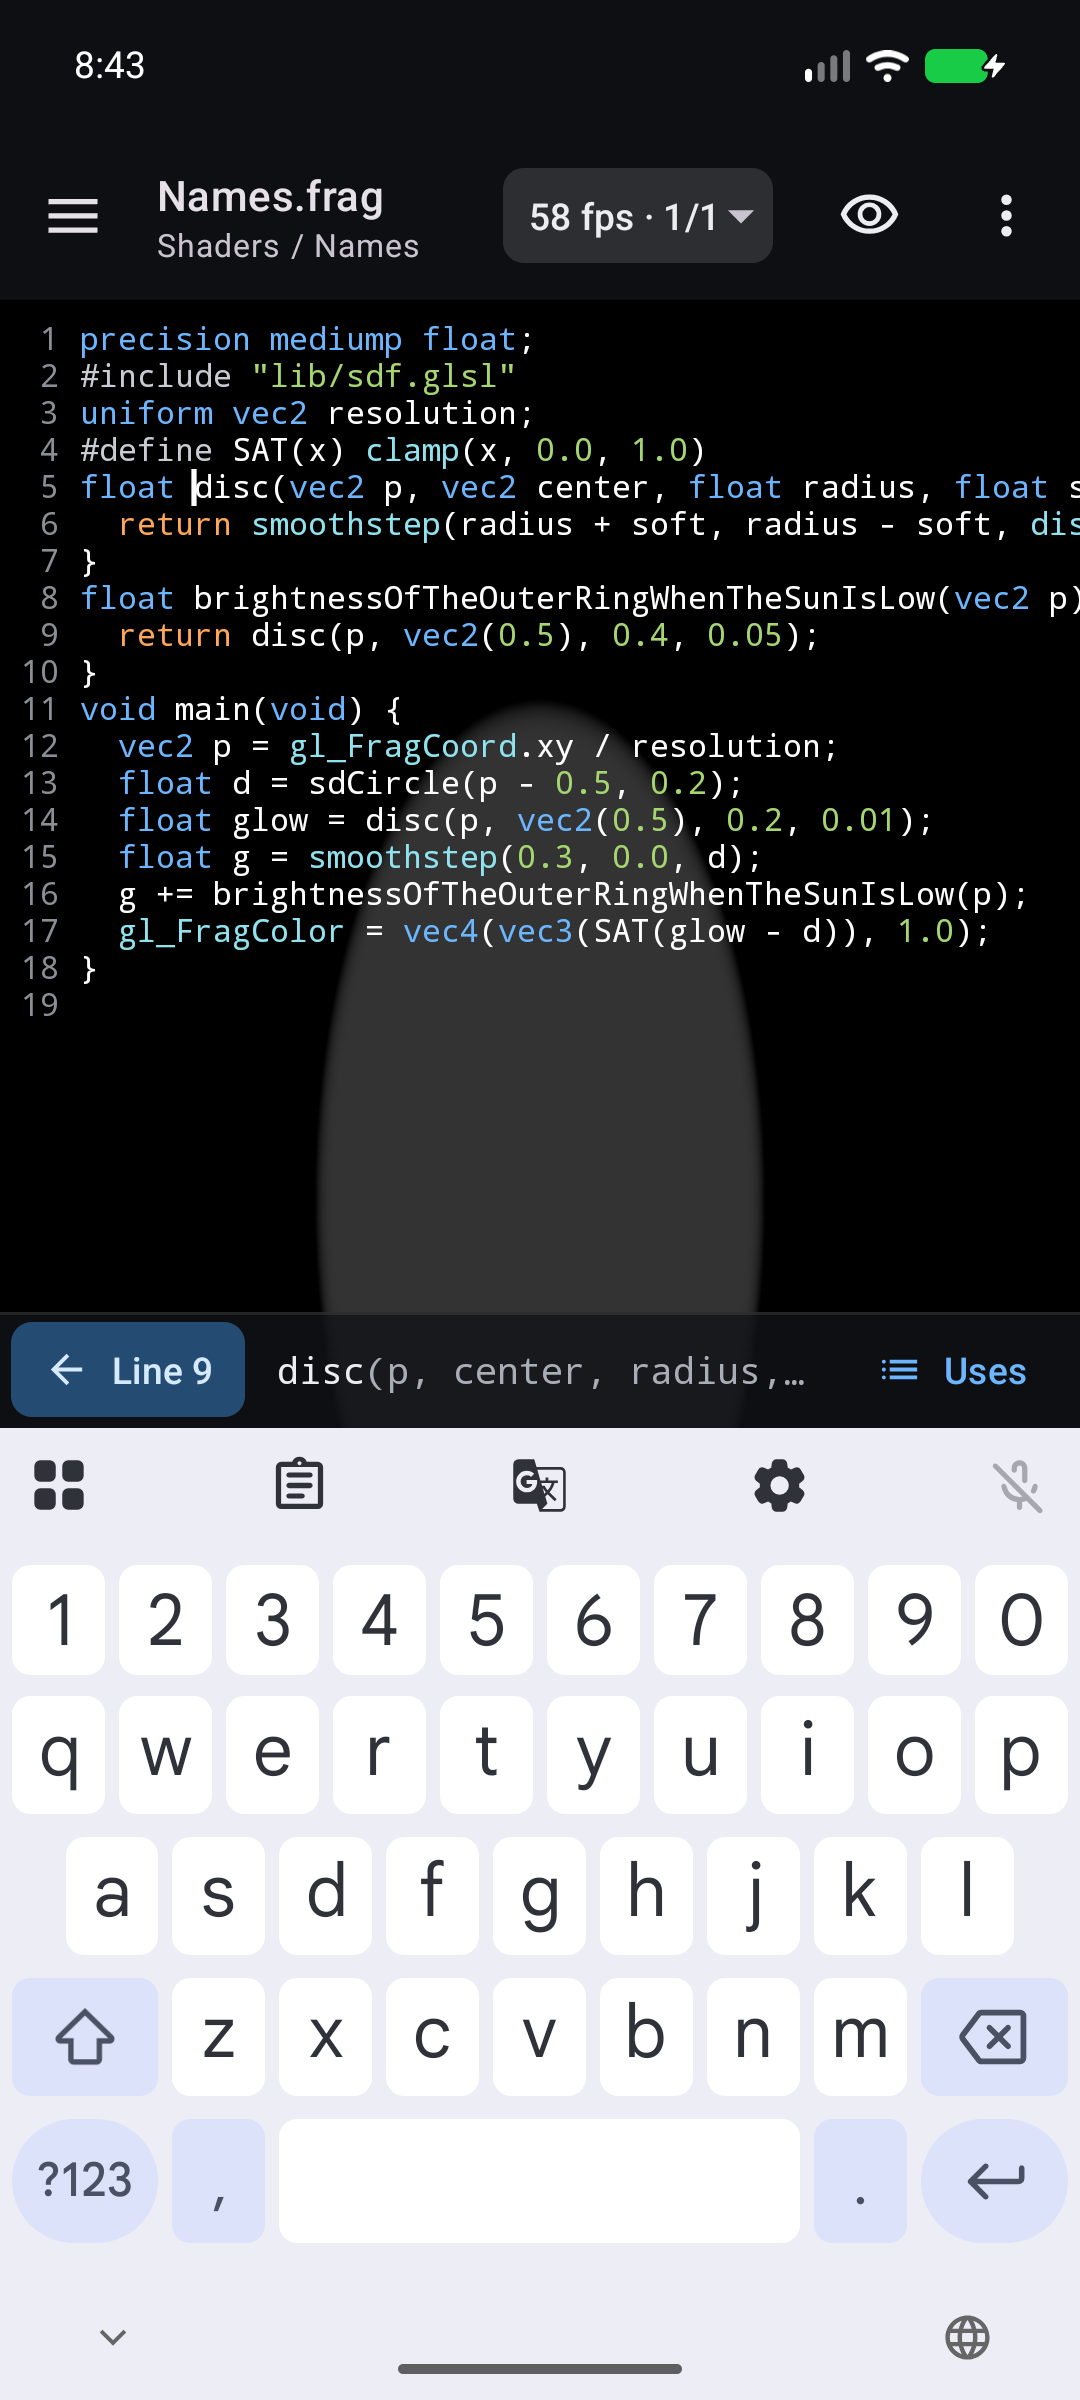 8:43
Names.frag
Shaders / Names
58 fps · 1/1
1 precision mediump float;
2 #include "lib/sdf.glsl"
3 uniform vec2 resolution;
4 #define SAT(x) clamp(x, 0.0, 1.0)
5 float disc(vec2 p, vec2 center, float radius, float s
6   return smoothstep(radius + soft, radius - soft, dis
7 }
8 float brightnessOfTheOuterRingWhenTheSunIsLow(vec2 p)
9   return disc(p, vec2(0.5), 0.4, 0.05);
10 }
11 void main(void) {
12   vec2 p = gl_FragCoord.xy / resolution;
13   float d = sdCircle(p - 0.5, 0.2);
14   float glow = disc(p, vec2(0.5), 0.2, 0.01);
15   float g = smoothstep(0.3, 0.0, d);
16   g += brightnessOfTheOuterRingWhenTheSunIsLow(p);
17   gl_FragColor = vec4(vec3(SAT(glow - d)), 1.0);
18 }
19
Line 9 disc(p, center, radius,… Uses
1 2 3 4 5 6 7 8 9 0
q w e r t y u i o p
a s d f g h j k l
z x c v b n m
?123 , .